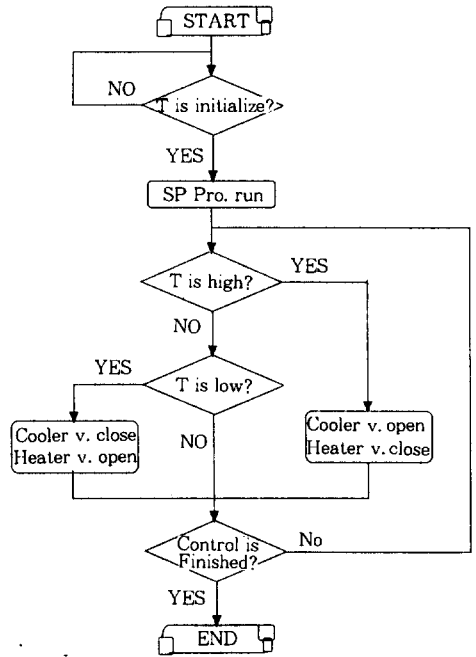 START
NO
T is initialize?
YES
SP Pro. run
T is high?
YES
NO
YES
T is low?
Cooler v. close
Heater v. open
NO
Cooler v. open
Heater v. close
Control is
Finished?
No
YES
END